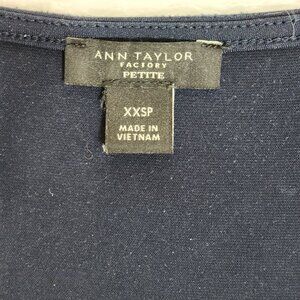 ANN TAYLOR
FACTORY
PETITE
XXSP
MADE IN
VIETNAM